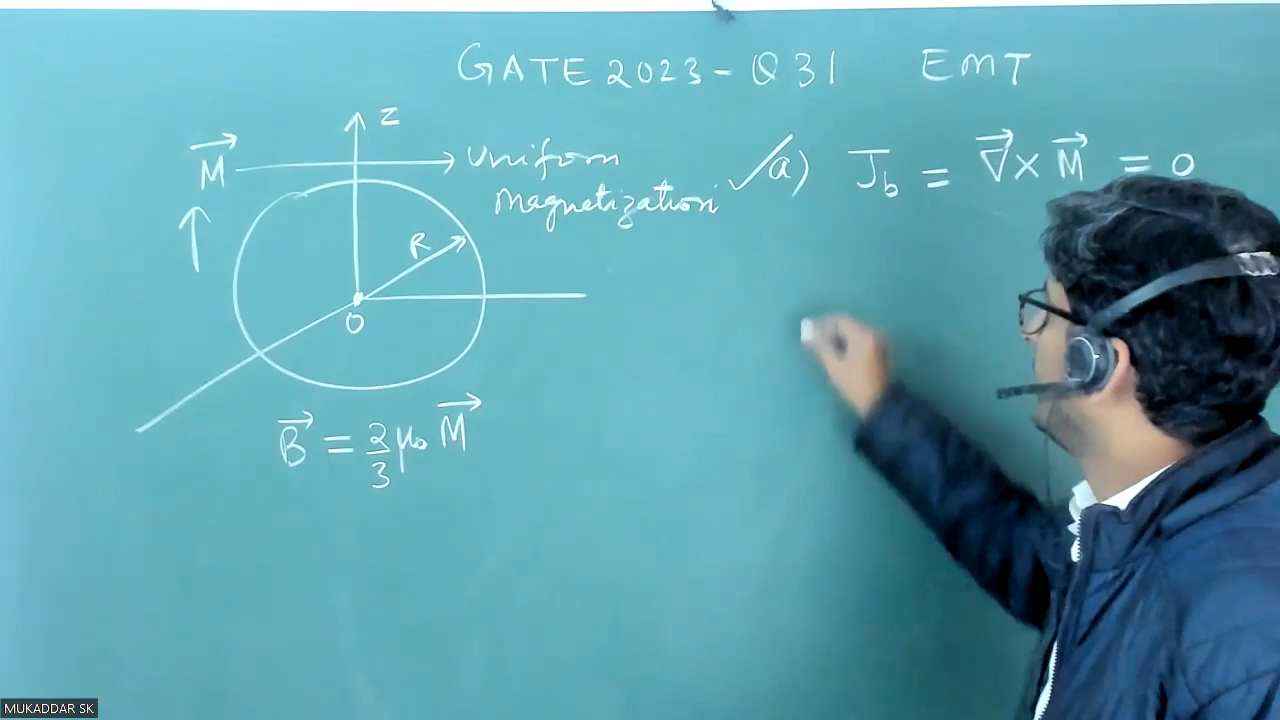 GATE 2023 - Q31 EMT
Z
M⃗
Uniform
Magnetization
R
O
B⃗ = 2/3 μ₀ M⃗
✓a) J_b = ∇⃗ × M⃗ = 0
MUKADDAR SK